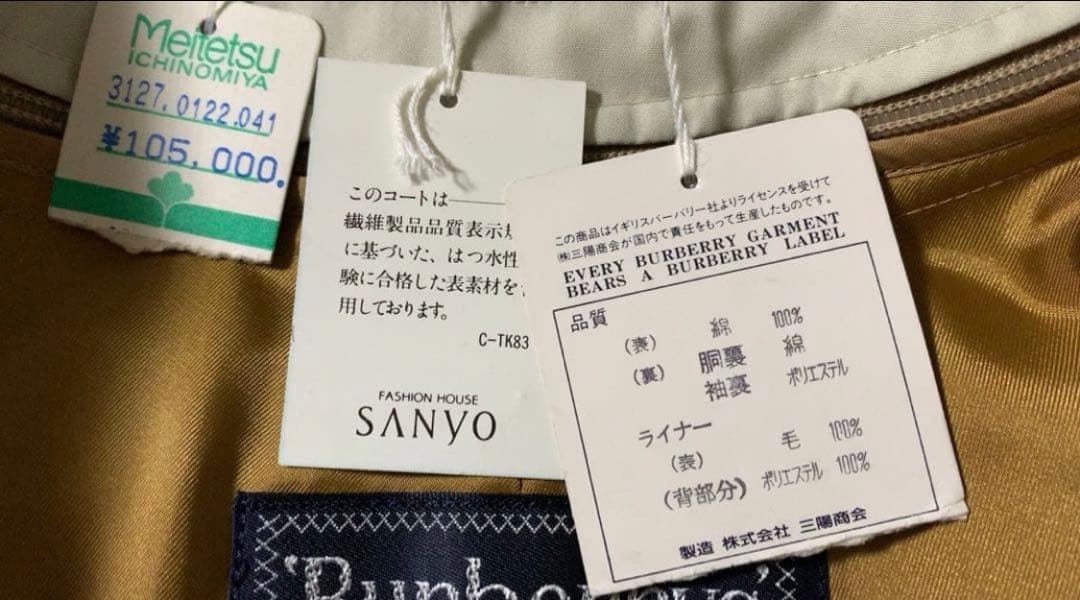 Meitetsu
ICHINOMIYA
3127.0122.041
¥105,000.
このコートは
繊維製品品質表示規
に基づいた、はつ水性
験に合格した表素材を
用しております。
C-TK83
FASHION HOUSE
SANYO
この商品はイギリスバーバリー社よりライセンスを受けて
㈱三陽商会が国内で責任をもって生産したものです。
EVERY BURBERRY GARMENT
BEARS A BURBERRY LABEL
品質
(表) 綿 100%
(裏) 胴裏 綿
袖裏 ポリエステル
ライナー
(表) 毛 100%
(背部分) ポリエステル 100%
製造 株式会社 三陽商会